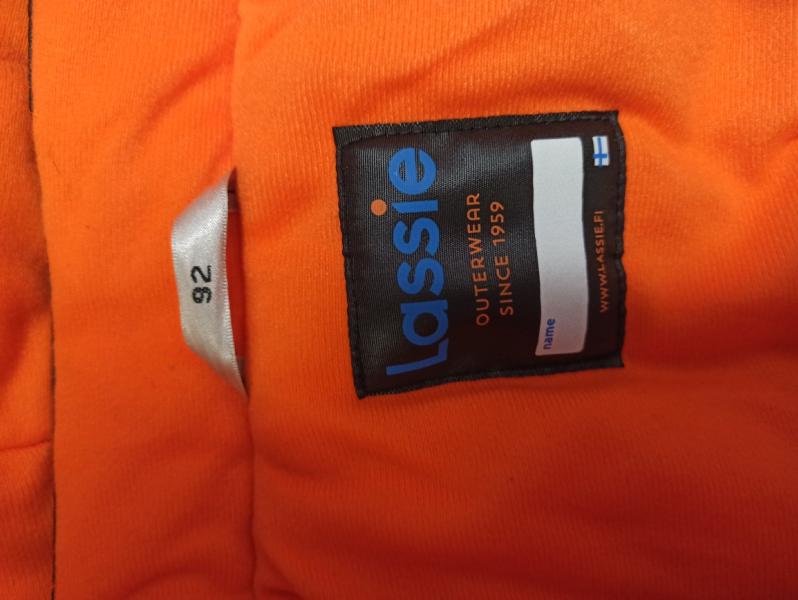 92
Lassie
OUTERWEAR
SINCE 1959
name
WWW.LASSIE.FI